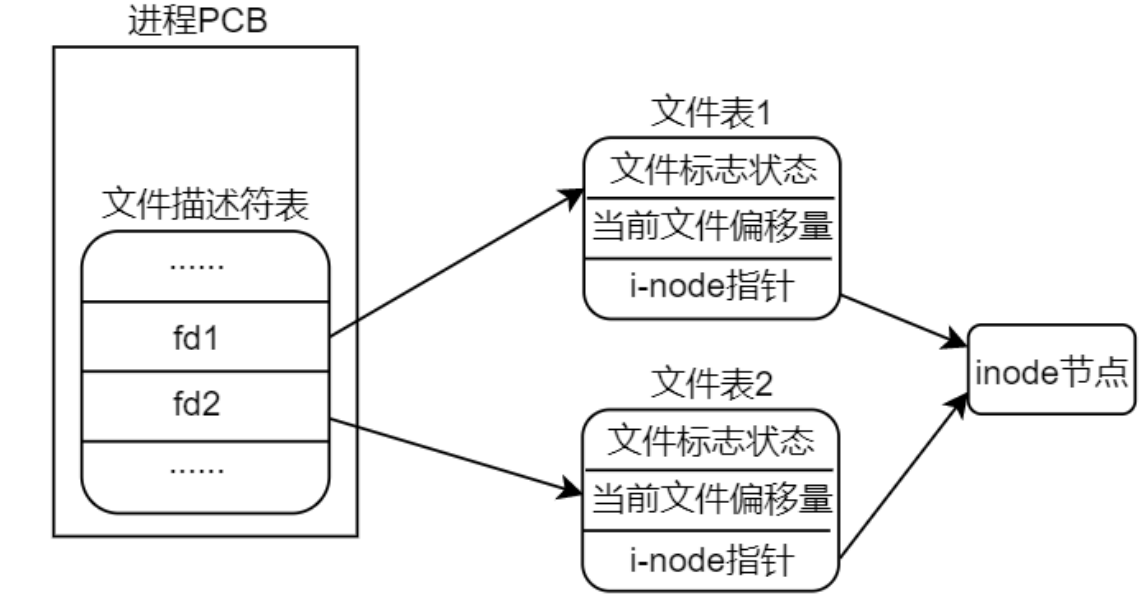 进程PCB
文件描述符表
······
fd1
fd2
······
文件表1
文件标志状态
当前文件偏移量
i-node指针
文件表2
文件标志状态
当前文件偏移量
i-node指针
inode节点